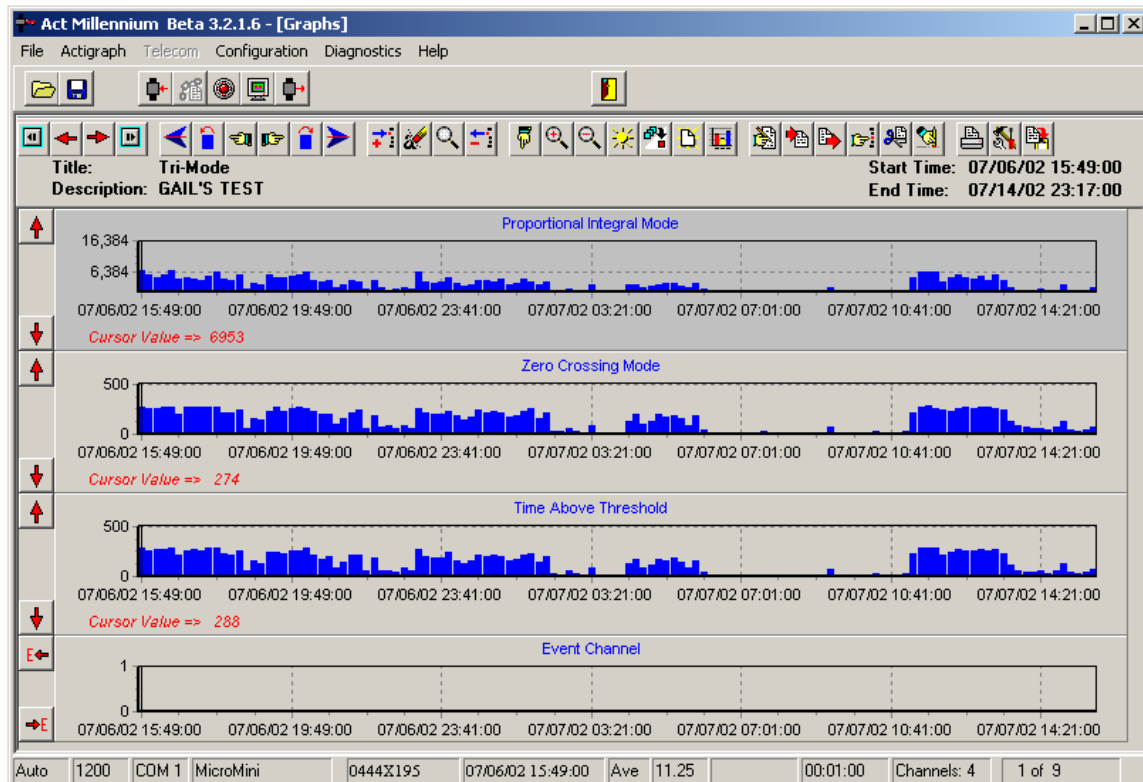 Act Millennium Beta 3.2.1.6 - [Graphs]
File Actigraph Telecom Configuration Diagnostics Help
Title: Tri-Mode Start Time: 07/06/02 15:49:00
Description: GAIL'S TEST End Time: 07/14/02 23:17:00
Proportional Integral Mode
16,384
6,384
07/06/02 15:49:00 07/06/02 19:49:00 07/06/02 23:41:00 07/07/02 03:21:00 07/07/02 07:01:00 07/07/02 10:41:00 07/07/02 14:21:00
Cursor Value => 6953
Zero Crossing Mode
500
0
07/06/02 15:49:00 07/06/02 19:49:00 07/06/02 23:41:00 07/07/02 03:21:00 07/07/02 07:01:00 07/07/02 10:41:00 07/07/02 14:21:00
Cursor Value => 274
Time Above Threshold
500
0
07/06/02 15:49:00 07/06/02 19:49:00 07/06/02 23:41:00 07/07/02 03:21:00 07/07/02 07:01:00 07/07/02 10:41:00 07/07/02 14:21:00
Cursor Value => 288
E
Event Channel
1
0
E
07/06/02 15:49:00 07/06/02 19:49:00 07/06/02 23:41:00 07/07/02 03:21:00 07/07/02 07:01:00 07/07/02 10:41:00 07/07/02 14:21:00
Auto 1200 COM 1 MicroMini 0444X195 07/06/02 15:49:00 Ave 11.25 00:01:00 Channels: 4 1 of 9